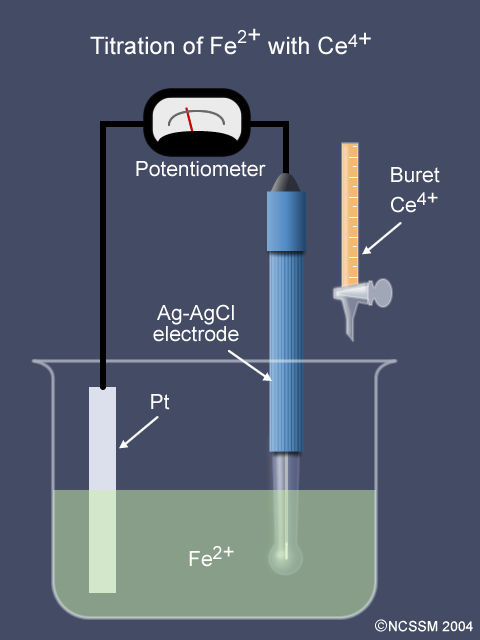 Titration of Fe²⁺ with Ce⁴⁺
Potentiometer
Buret
Ce⁴⁺
Ag-AgCl
electrode
Pt
Fe²⁺
©NCSSM 2004